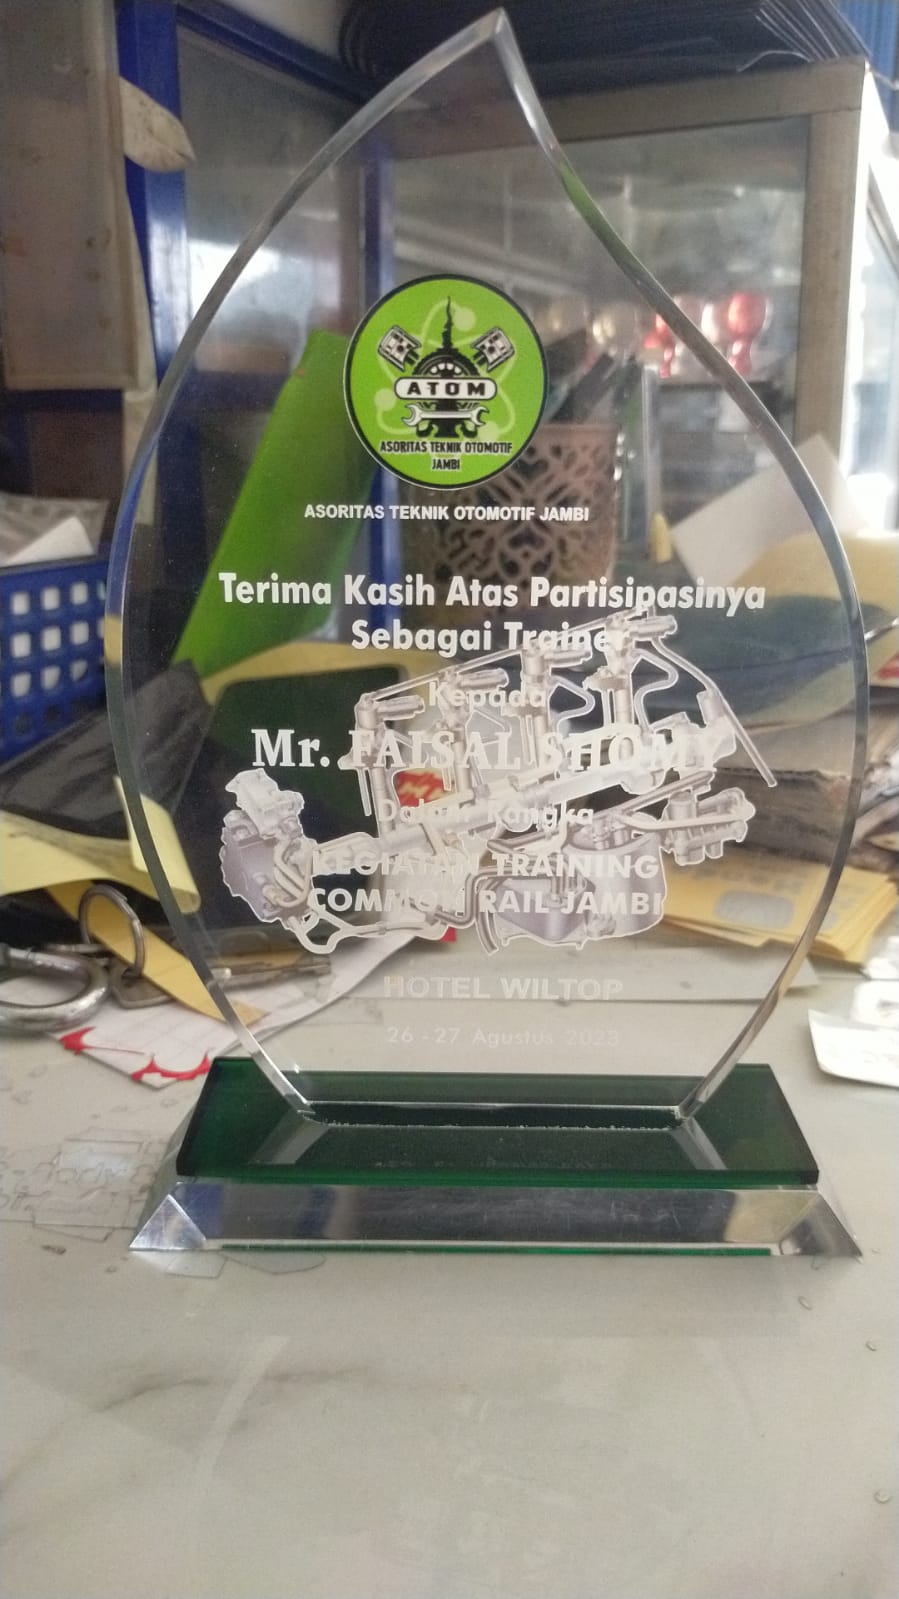 ATOM
ASORITAS TEKNIK OTOMOTIF
JAMBI
ASORITAS TEKNIK OTOMOTIF JAMBI
Terima Kasih Atas Partisipasinya
Sebagai Trainer
Kepada
Mr. FAISAL SHOMY
Dalam Rangka
KEGIATAN TRAINING
COMMON RAIL JAMBI
HOTEL WILTOP
26 - 27 Agustus 2023